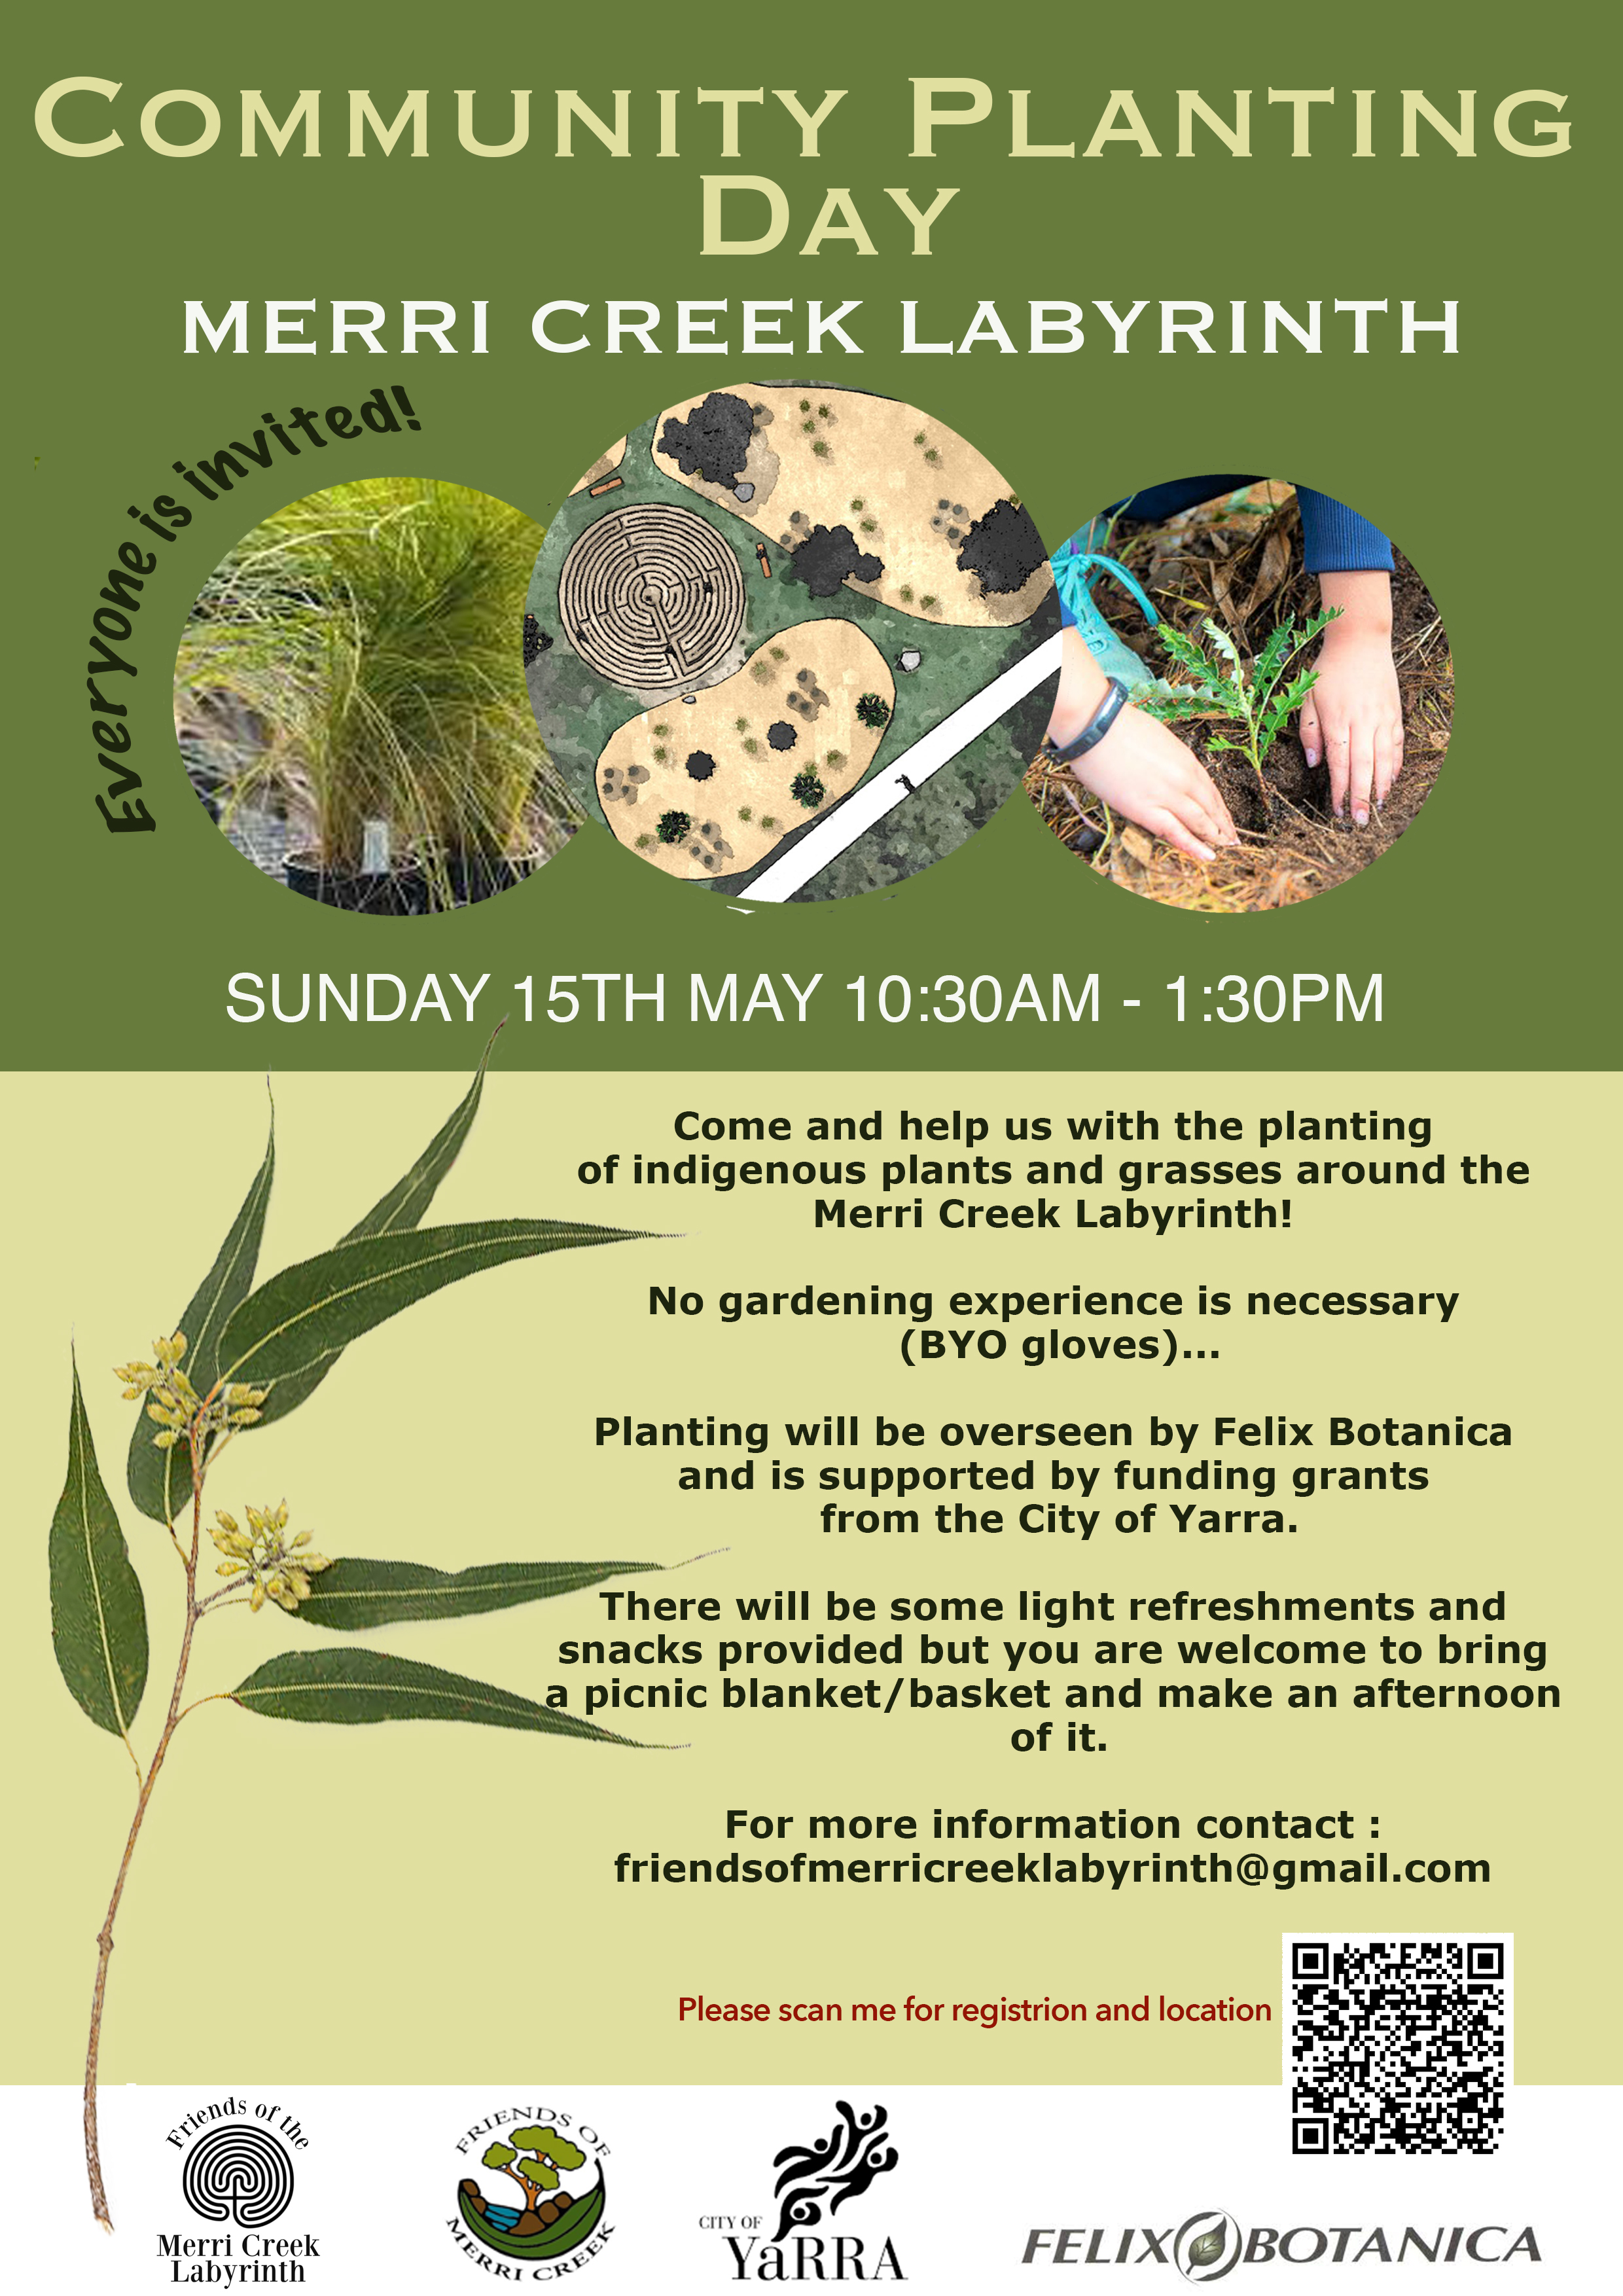 COMMUNITY PLANTING
DAY
MERRI CREEK LABYRINTH
Everyone is invited!
SUNDAY 15TH MAY 10:30AM - 1:30PM
Come and help us with the planting
of indigenous plants and grasses around the
Merri Creek Labyrinth!
No gardening experience is necessary
(BYO gloves)...
Planting will be overseen by Felix Botanica
and is supported by funding grants
from the City of Yarra.
There will be some light refreshments and
snacks provided but you are welcome to bring
a picnic blanket/basket and make an afternoon
of it.
For more information contact :
friendsofmerricreeklabyrinth@gmail.com
Please scan me for registrion and location
Friends of the
Merri Creek
Labyrinth
FRIENDS OF
MERRI CREEK
CITY OF
YaRRA
FELIX BOTANICA